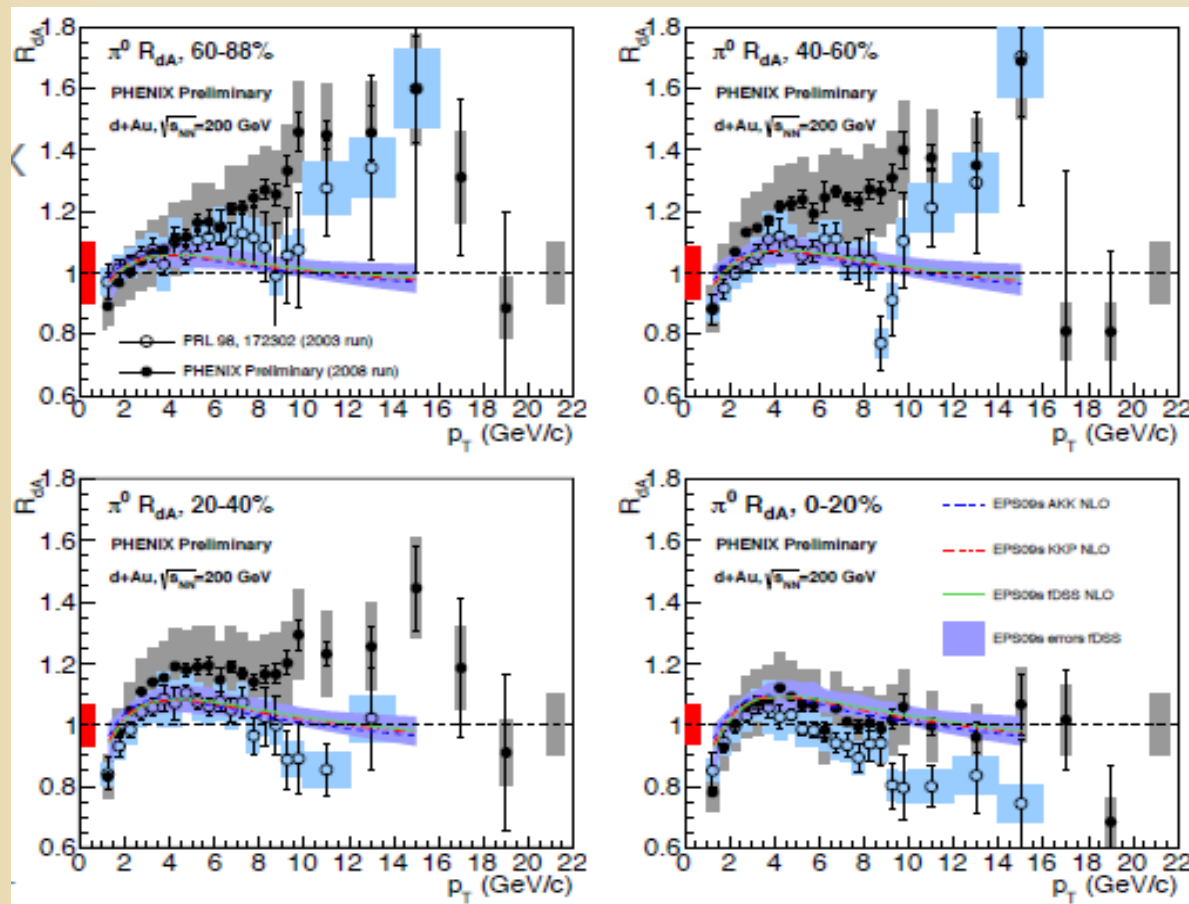 π⁰ R_dA, 60-88%
PHENIX Preliminary
d+Au, √s_NN=200 GeV
PRL 98, 172302 (2003 run)
PHENIX Preliminary (2008 run)
R_dA
1.8
1.6
1.4
1.2
1
0.8
0.6
0 2 4 6 8 10 12 14 16 18 20 22
p_T (GeV/c)
π⁰ R_dA, 40-60%
PHENIX Preliminary
d+Au, √s_NN=200 GeV
R_dA
1.8
1.6
1.4
1.2
1
0.8
0.6
0 2 4 6 8 10 12 14 16 18 20 22
p_T (GeV/c)
π⁰ R_dA, 20-40%
PHENIX Preliminary
d+Au, √s_NN=200 GeV
R_dA
1.8
1.6
1.4
1.2
1
0.8
0.6
0 2 4 6 8 10 12 14 16 18 20 22
p_T (GeV/c)
π⁰ R_dA, 0-20%
PHENIX Preliminary
d+Au, √s_NN=200 GeV
EPS09s AKK NLO
EPS09s KKP NLO
EPS09s fDSS NLO
EPS09s errors fDSS
R_dA
1.8
1.6
1.4
1.2
1
0.8
0.6
0 2 4 6 8 10 12 14 16 18 20 22
p_T (GeV/c)